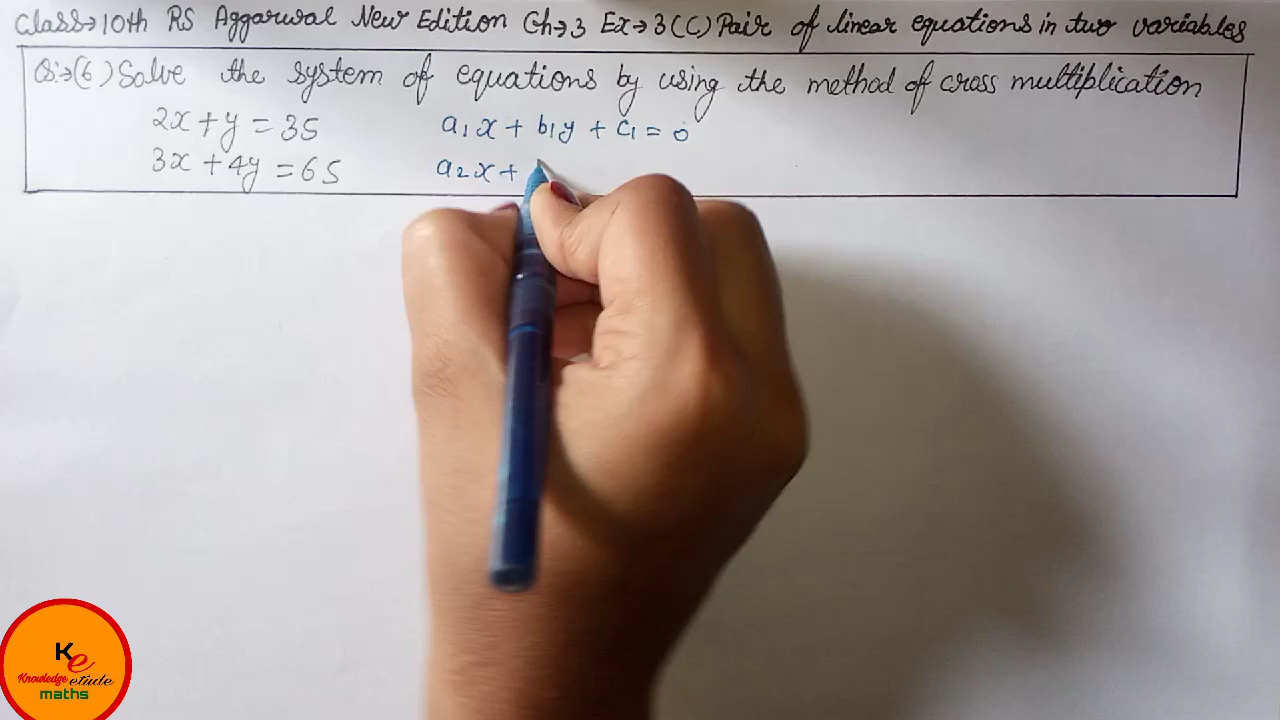 Class→10th RS Aggarwal New Edition Ch→3 Ex→3(C) Pair of linear equations in two variables
Q:→(6) Solve the system of equations by using the method of cross multiplication
2x + y = 35 a₁x + b₁y + c₁ = 0
3x + 4y = 65 a₂x +
Ke
Knowledge etude
maths